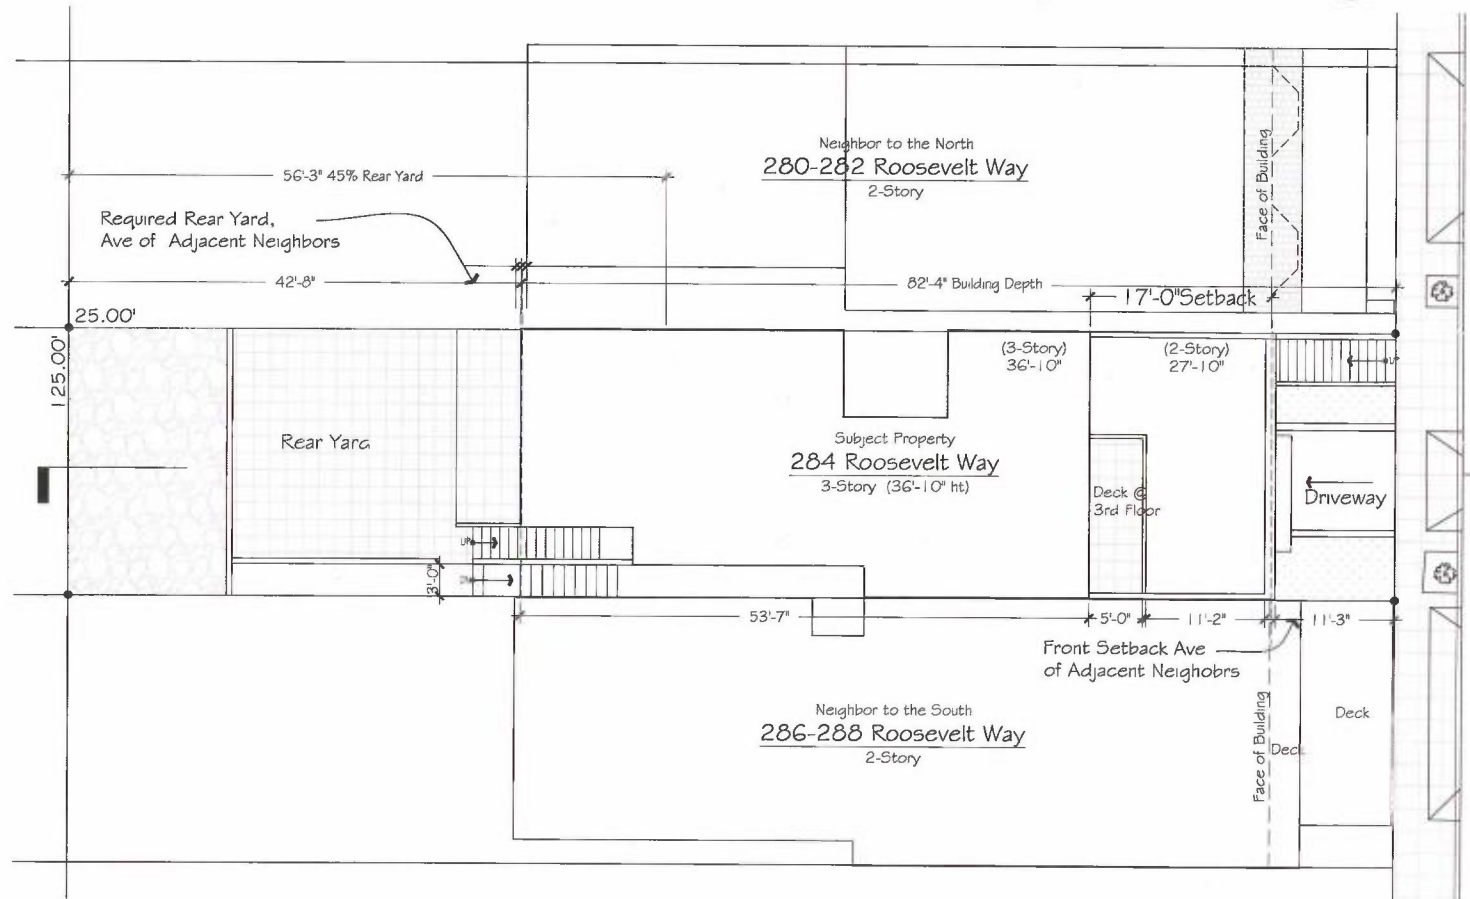 Neighbor to the North
280-282 Roosevelt Way
2-Story
Face of Building
56'-3" 45% Rear Yard
Required Rear Yard,
Ave of Adjacent Neighbors
42'-8"
82'-4" Building Depth
17'-0" Setback
25.00'
125.00'
(3-Story)
36'-10"
(2-Story)
27'-10"
Rear Yard
Subject Property
284 Roosevelt Way
3-Story (36'-10" ht)
Deck @
3rd Floor
Driveway
UP
3'-0"
53'-7"
5'-0"
11'-2"
11'-3"
Front Setback Ave
of Adjacent Neighobrs
Neighbor to the South
286-288 Roosevelt Way
2-Story
Face of Building
Deck
Deck